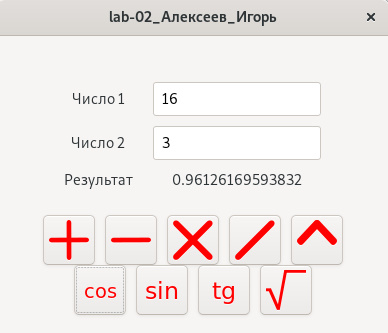 lab-02_Алексеев_Игорь ×
Число 1 16
Число 2 3
Результат 0.96126169593832
+ − × / ^
cos sin tg √